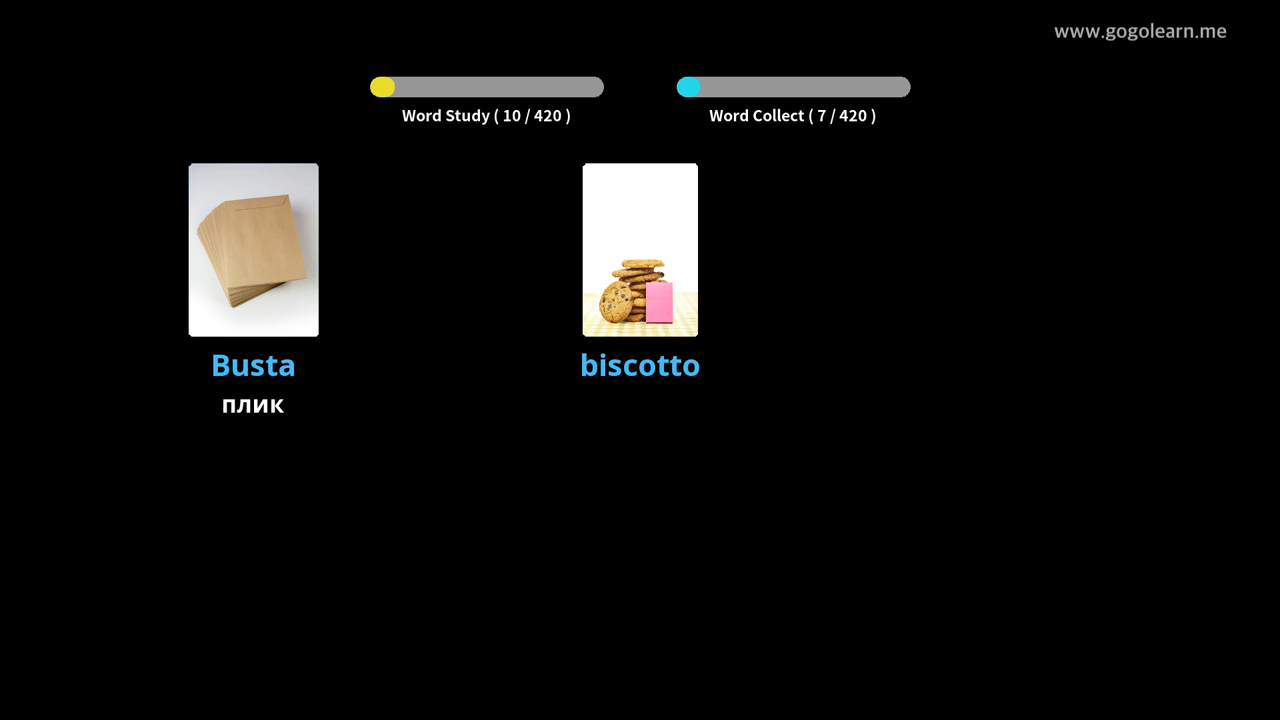 www.gogolearn.me
Word Study ( 10 / 420 )
Word Collect ( 7 / 420 )
Busta
плик
biscotto